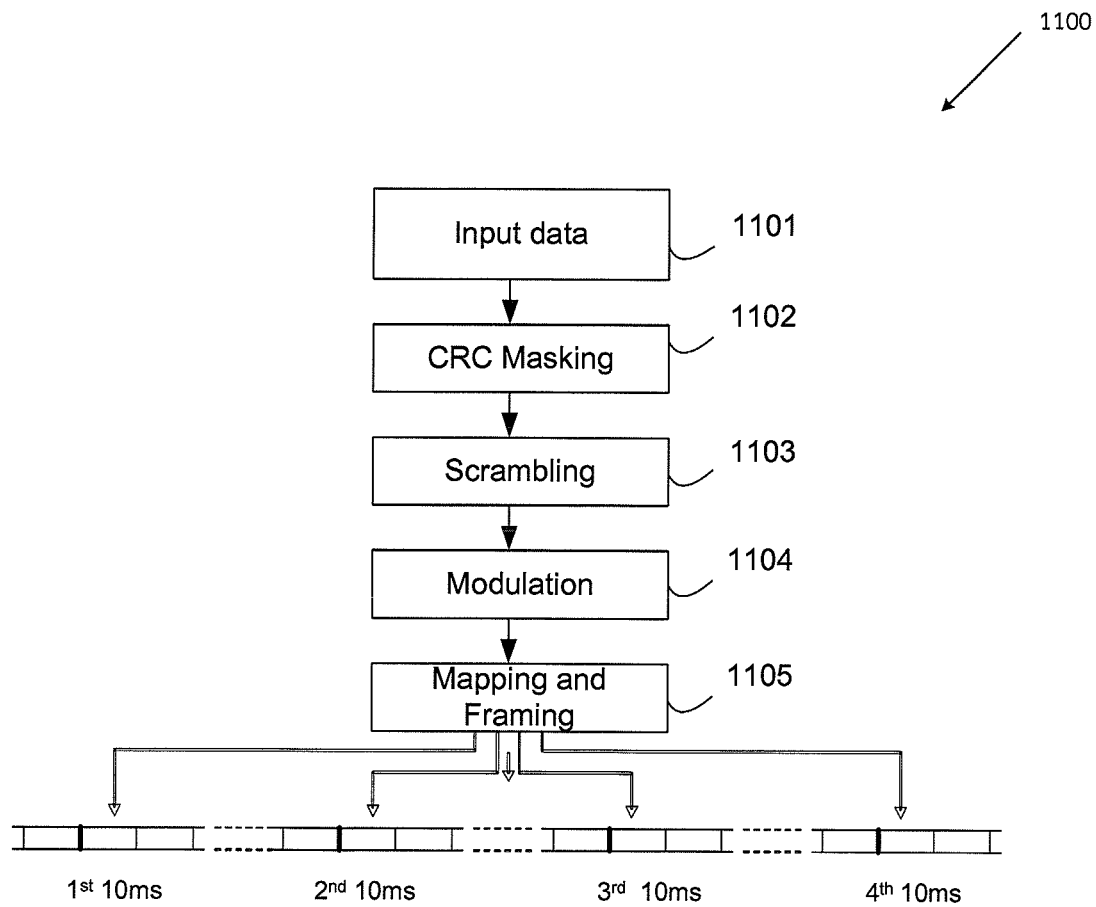 1100
Input data
1101
CRC Masking
1102
Scrambling
1103
Modulation
1104
Mapping and
Framing
1105
1st 10ms
2nd 10ms
3rd 10ms
4th 10ms